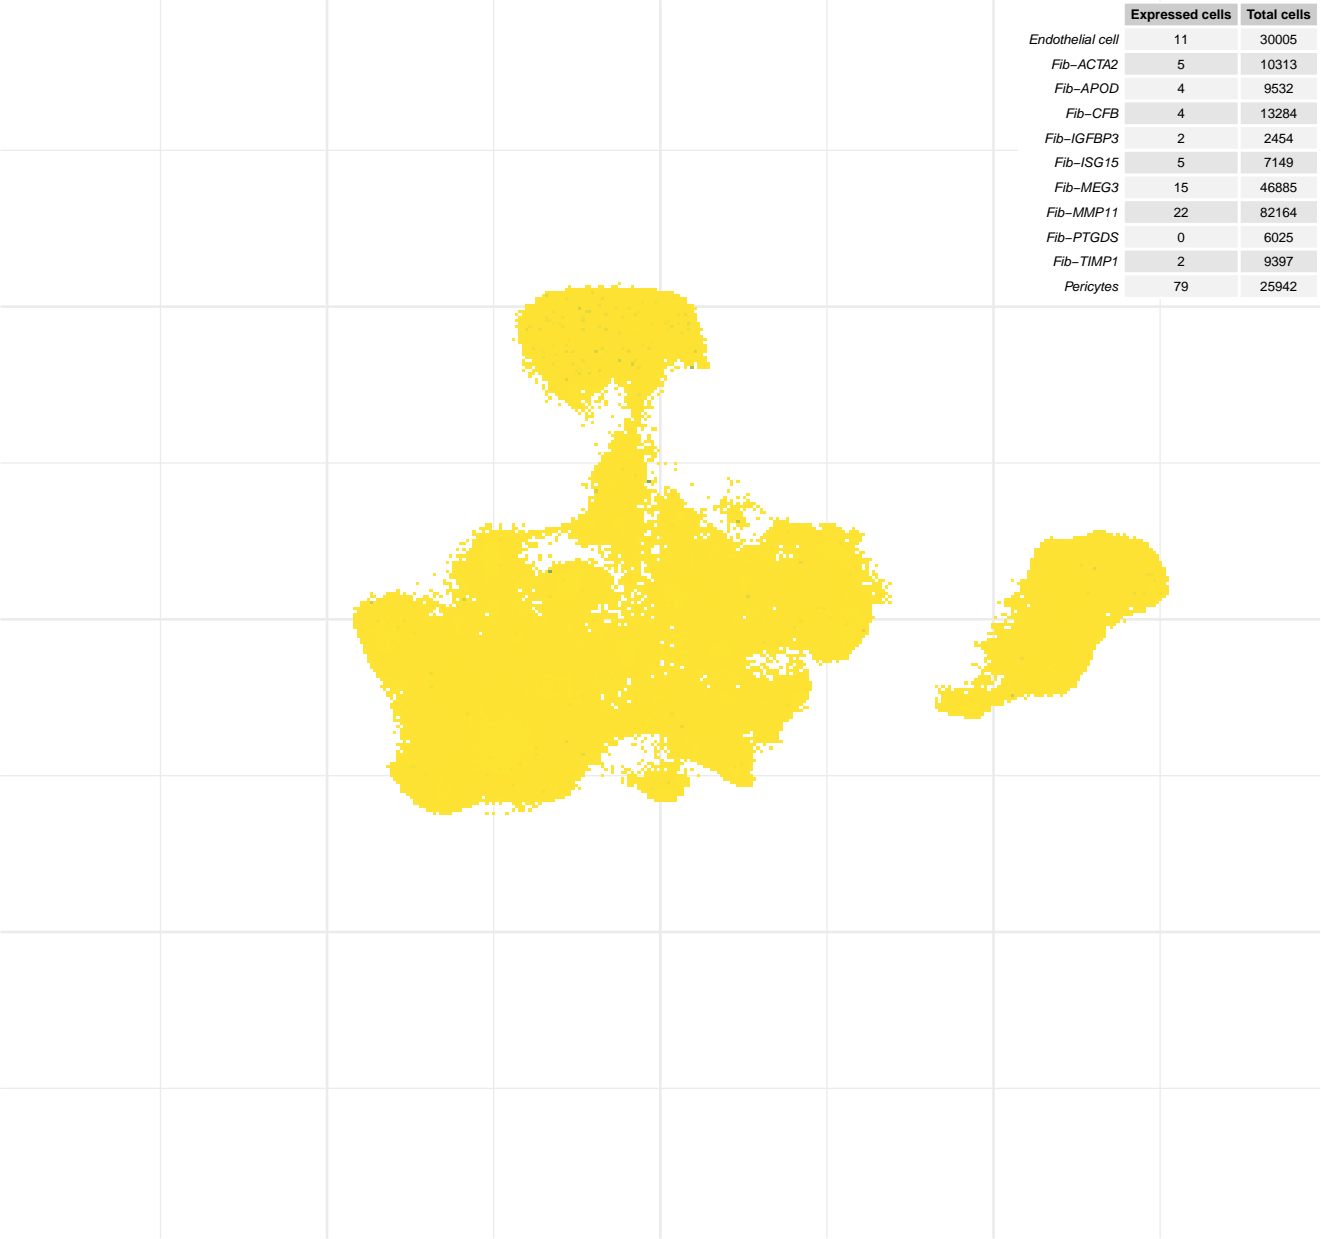 Expressed cells Total cells
Endothelial cell 11 30005
Fib−ACTA2 5 10313
Fib−APOD 4 9532
Fib−CFB 4 13284
Fib−IGFBP3 2 2454
Fib−ISG15 5 7149
Fib−MEG3 15 46885
Fib−MMP11 22 82164
Fib−PTGDS 0 6025
Fib−TIMP1 2 9397
Pericytes 79 25942